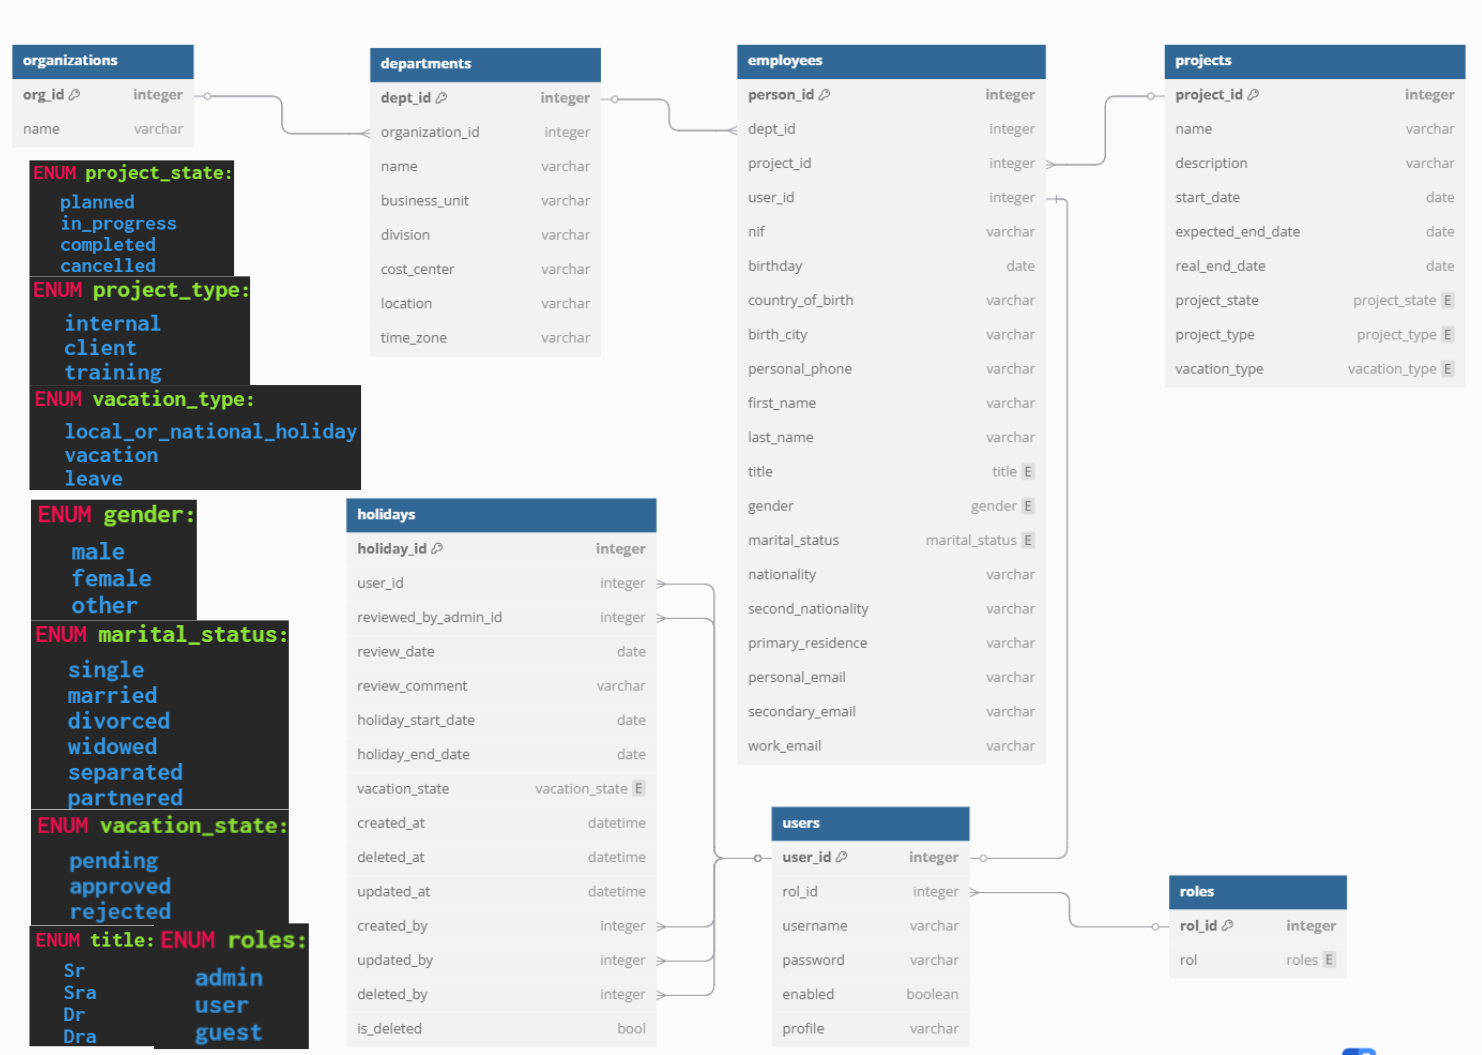 organizations
org_id integer
name varchar
ENUM project_state:
planned
in_progress
completed
cancelled
ENUM project_type:
internal
client
training
ENUM vacation_type:
local_or_national_holiday
vacation
leave
ENUM gender:
male
female
other
ENUM marital_status:
single
married
divorced
widowed
separated
partnered
ENUM vacation_state:
pending
approved
rejected
ENUM title:
Sr
Sra
Dr
Dra
ENUM roles:
admin
user
guest
departments
dept_id integer
organization_id integer
name varchar
business_unit varchar
division varchar
cost_center varchar
location varchar
time_zone varchar
holidays
holiday_id integer
user_id integer
reviewed_by_admin_id integer
review_date date
review_comment varchar
holiday_start_date date
holiday_end_date date
vacation_state vacation_state E
created_at datetime
deleted_at datetime
updated_at datetime
created_by integer
updated_by integer
deleted_by integer
is_deleted bool
employees
person_id integer
dept_id integer
project_id integer
user_id integer
nif varchar
birthday date
country_of_birth varchar
birth_city varchar
personal_phone varchar
first_name varchar
last_name varchar
title title E
gender gender E
marital_status marital_status E
nationality varchar
second_nationality varchar
primary_residence varchar
personal_email varchar
secondary_email varchar
work_email varchar
users
user_id integer
rol_id integer
username varchar
password varchar
enabled boolean
profile varchar
projects
project_id integer
name varchar
description varchar
start_date date
expected_end_date date
real_end_date date
project_state project_state E
project_type project_type E
vacation_type vacation_type E
roles
rol_id integer
rol roles E